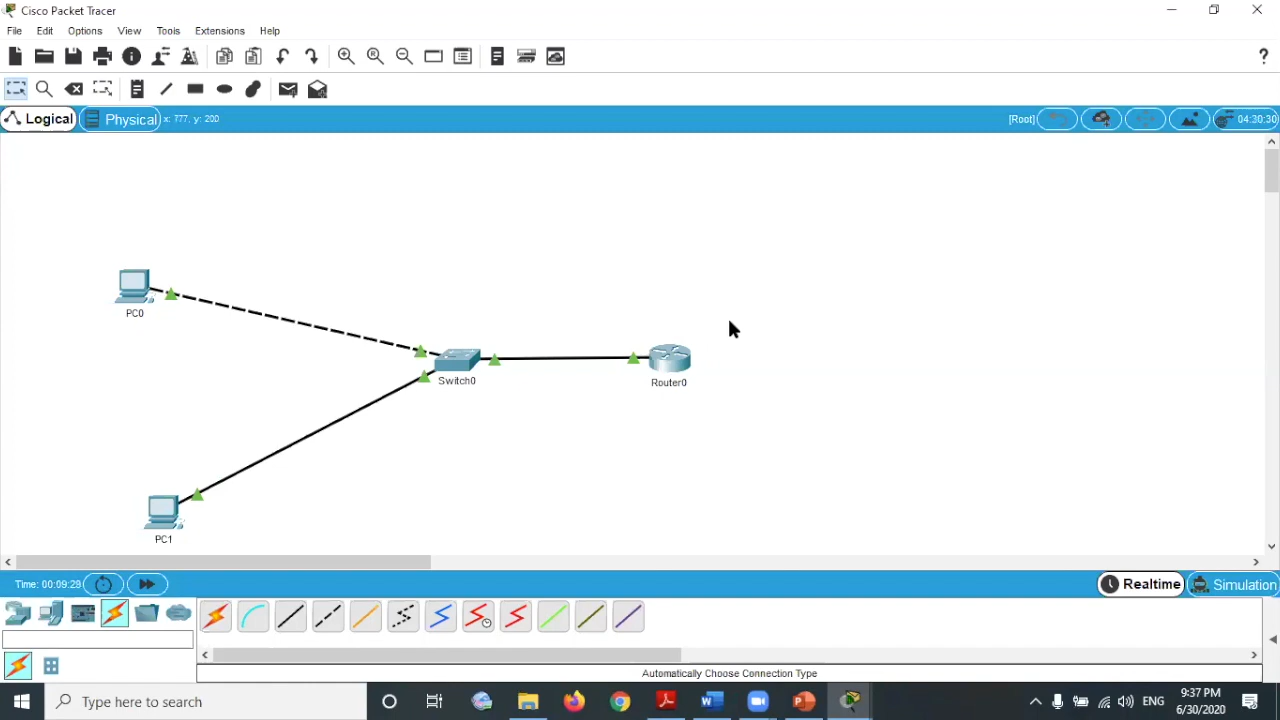 Cisco Packet Tracer
File Edit Options View Tools Extensions Help
Logical Physical x: 777, y: 200 [Root] 04:30:30
PC0
Switch0
Router0
PC1
Time: 00:09:29 Realtime Simulation
Automatically Choose Connection Type
Type here to search
ENG
9:37 PM
6/30/2020